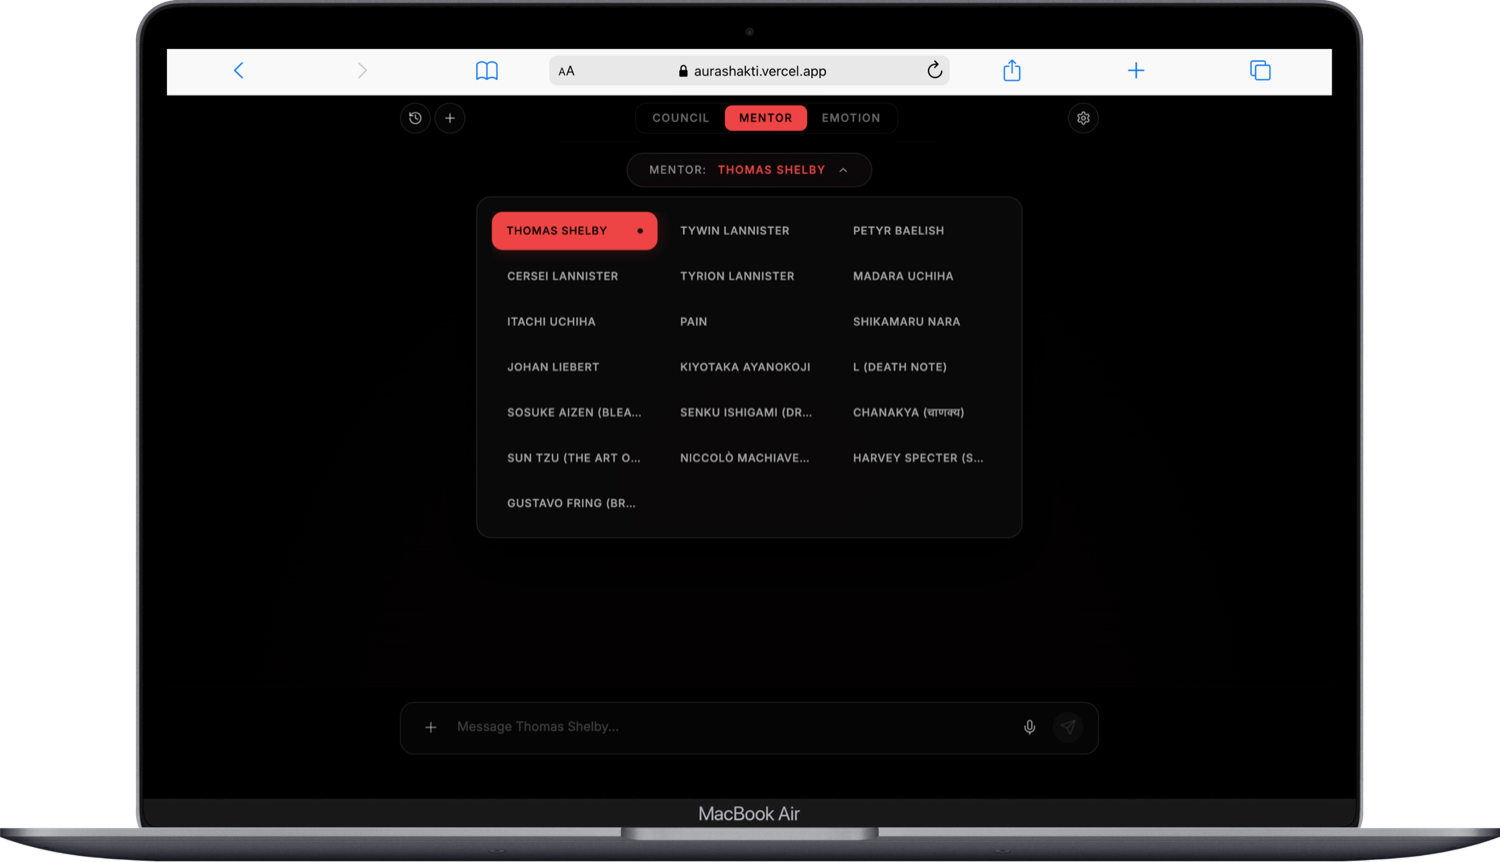 AA aurashakti.vercel.app
COUNCIL MENTOR EMOTION
MENTOR: THOMAS SHELBY
THOMAS SHELBY TYWIN LANNISTER PETYR BAELISH
CERSEI LANNISTER TYRION LANNISTER MADARA UCHIHA
ITACHI UCHIHA PAIN SHIKAMARU NARA
JOHAN LIEBERT KIYOTAKA AYANOKOJI L (DEATH NOTE)
SOSUKE AIZEN (BLEA... SENKU ISHIGAMI (DR... CHANAKYA (चाणक्य)
SUN TZU (THE ART O... NICCOLÒ MACHIAVE... HARVEY SPECTER (S...
GUSTAVO FRING (BR...
Message Thomas Shelby...
MacBook Air